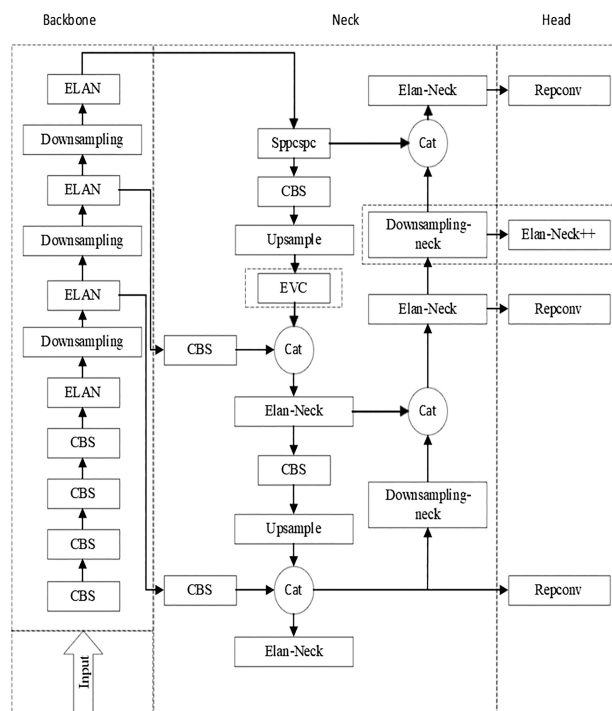 Backbone
Neck
Head
ELAN
Downsampling
ELAN
Downsampling
ELAN
Downsampling
ELAN
CBS
CBS
CBS
CBS
Input
Sppcspc
CBS
Upsample
EVC
CBS
Cat
Elan-Neck
CBS
Upsample
CBS
Cat
Elan-Neck
Elan-Neck
Cat
Downsampling-
neck
Elan-Neck
Cat
Downsampling-
neck
Repconv
Elan-Neck++
Repconv
Repconv